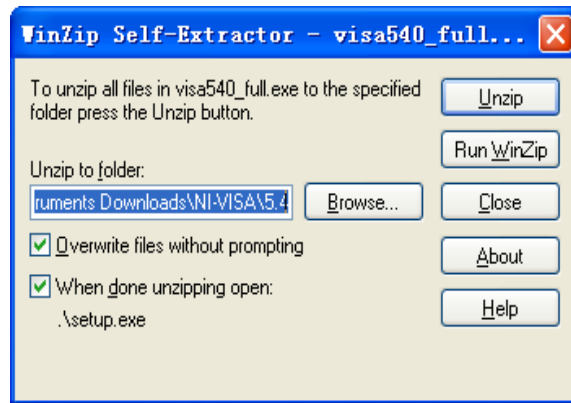 WinZip Self-Extractor - visa540_full...
To unzip all files in visa540_full.exe to the specified
folder press the Unzip button.
Unzip to folder:
ruments Downloads\NI-VISA\5.4
Browse...
Overwrite files without prompting
When done unzipping open:
.\setup.exe
Unzip
Run WinZip
Close
About
Help